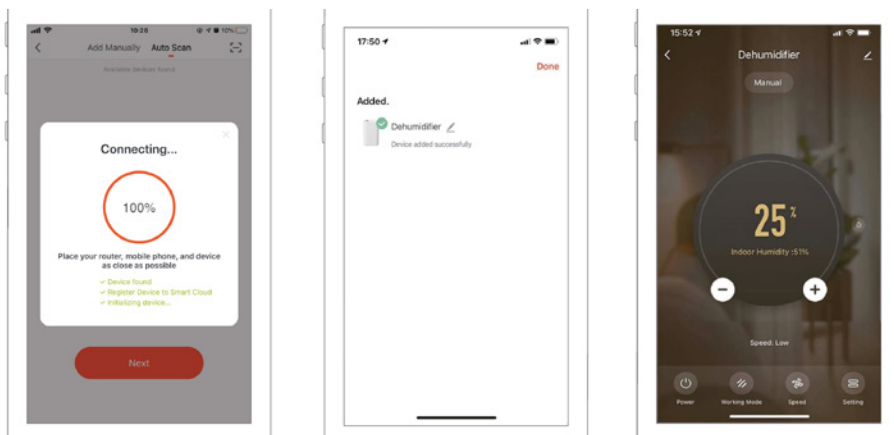 10:26
10%
Add Manually Auto Scan
Available devices found
Connecting...
100%
Place your router, mobile phone, and device
as close as possible
✓ Device found
✓ Register Device to Smart Cloud
✓ Initializing device...
Next
17:50
Done
Added.
Dehumidifier
Device added successfully
15:52
Dehumidifier
Manual
25%
Indoor Humidity :51%
Speed: Low
Power Working Mode Speed Setting